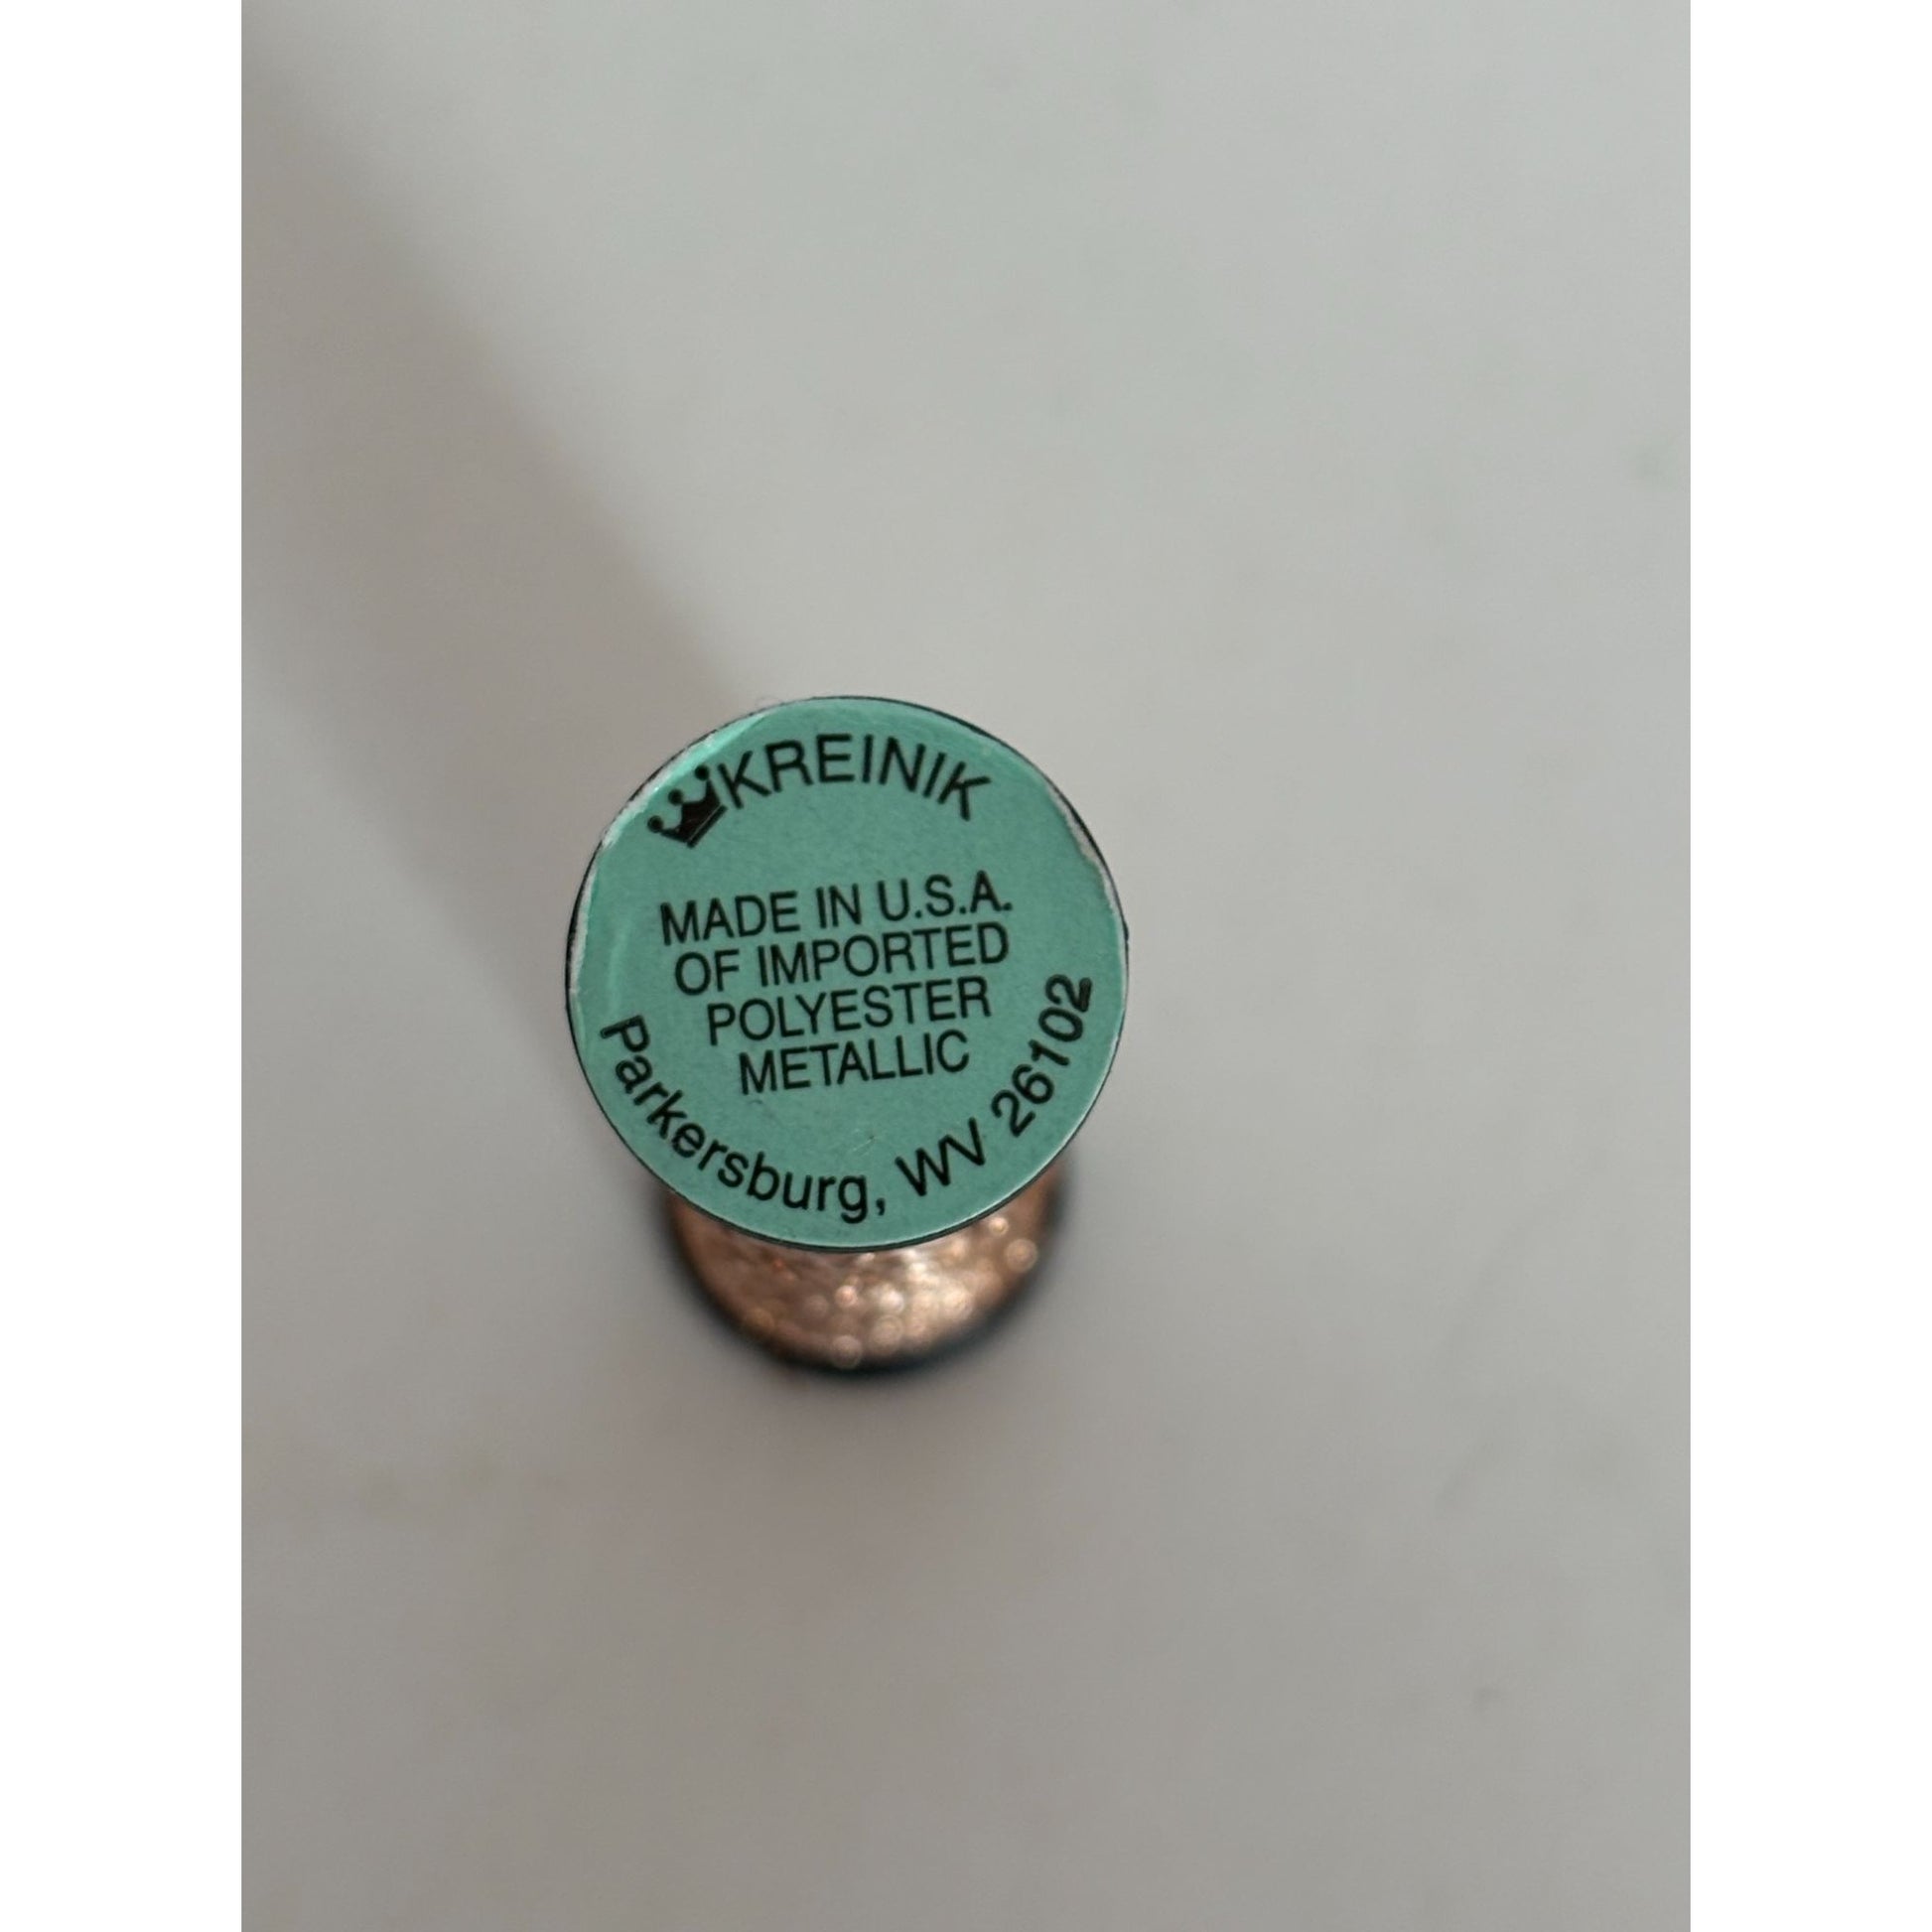 KREINIK
MADE IN U.S.A.
OF IMPORTED
POLYESTER
METALLIC
Parkersburg, WV 26102